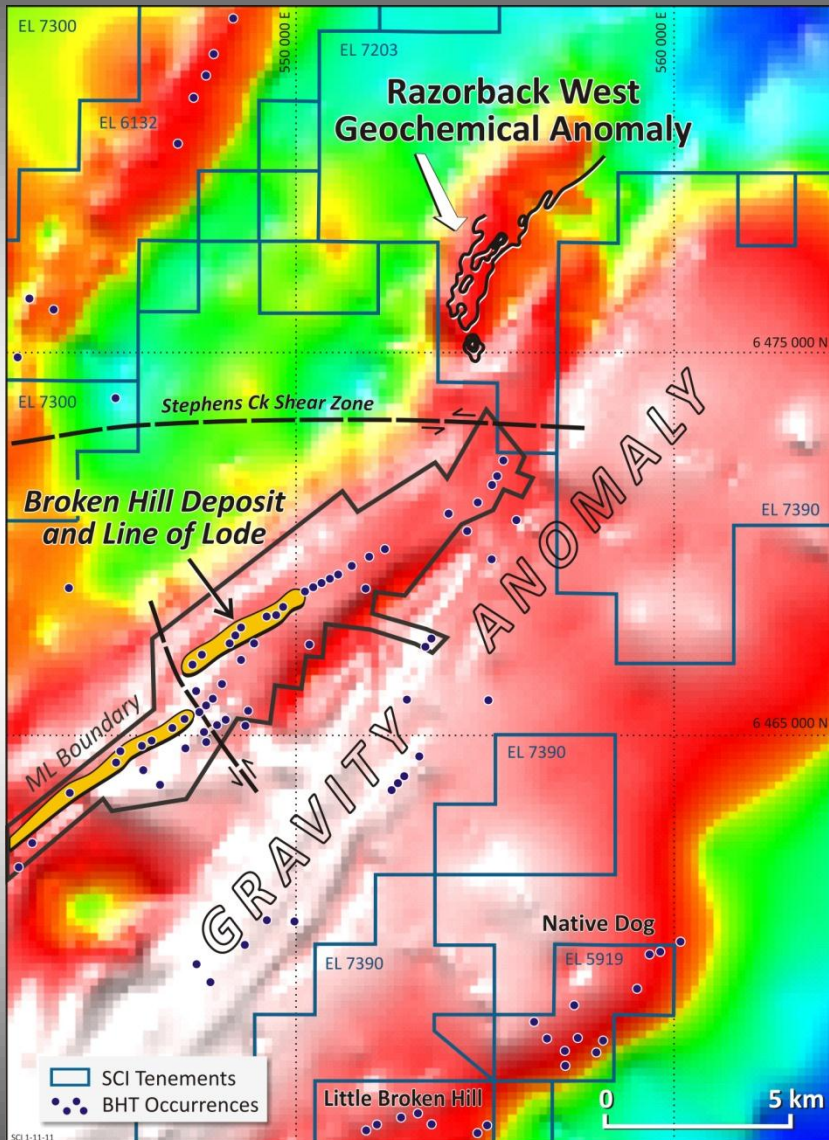 EL 7300
550 000 E
EL 7203
560 000 E
Razorback West
Geochemical Anomaly
EL 6132
6 475 000 N
EL 7300
Stephens Ck Shear Zone
Broken Hill Deposit
and Line of Lode
EL 7390
ANOMALY
ML Boundary
6 465 000 N
EL 7390
GRAVITY
Native Dog
EL 7390
EL 5919
SCI Tenements
BHT Occurrences
Little Broken Hill
0
5 km
SCI 1-11-11